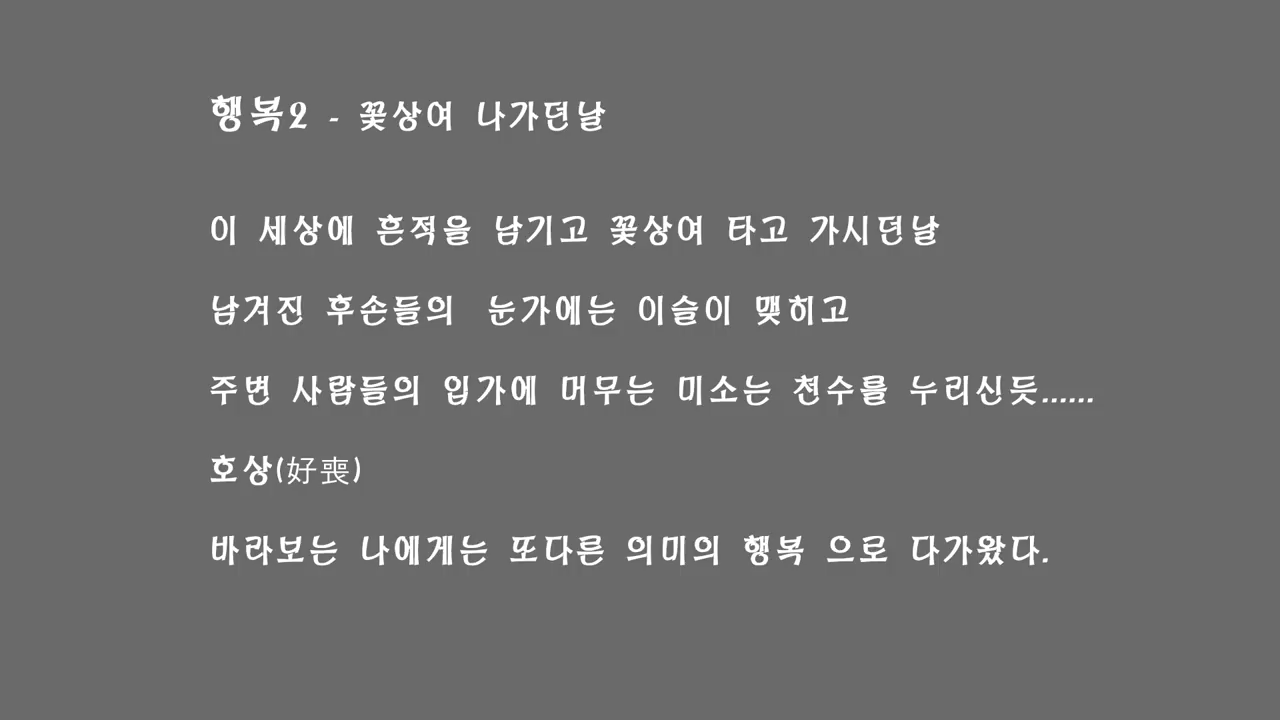 행복2 - 꽃상여 나가던날
이 세상에 흔적을 남기고 꽃상여 타고 가시던날
남겨진 후손들의 눈가에는 이슬이 맺히고
주변 사람들의 입가에 머무는 미소는 천수를 누리신듯......
호상(好喪)
바라보는 나에게는 또다른 의미의 행복 으로 다가왔다.